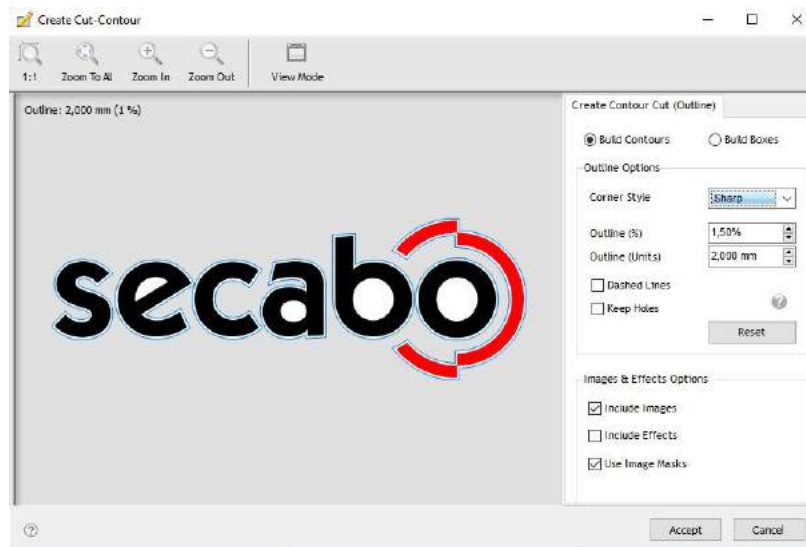 Create Cut-Contour
1:1 Zoom To All Zoom In Zoom Out View Mode
Outline: 2,000 mm (1 %)
Create Contour Cut (Outline)
Build Contours Build Boxes
Outline Options
Corner Style Sharp
Outline (%) 1,50%
Outline (Units) 2,000 mm
Dashed Lines
Keep Holes
Reset
secabo
Images & Effects Options
Include Images
Include Effects
Use Image Masks
Accept Cancel